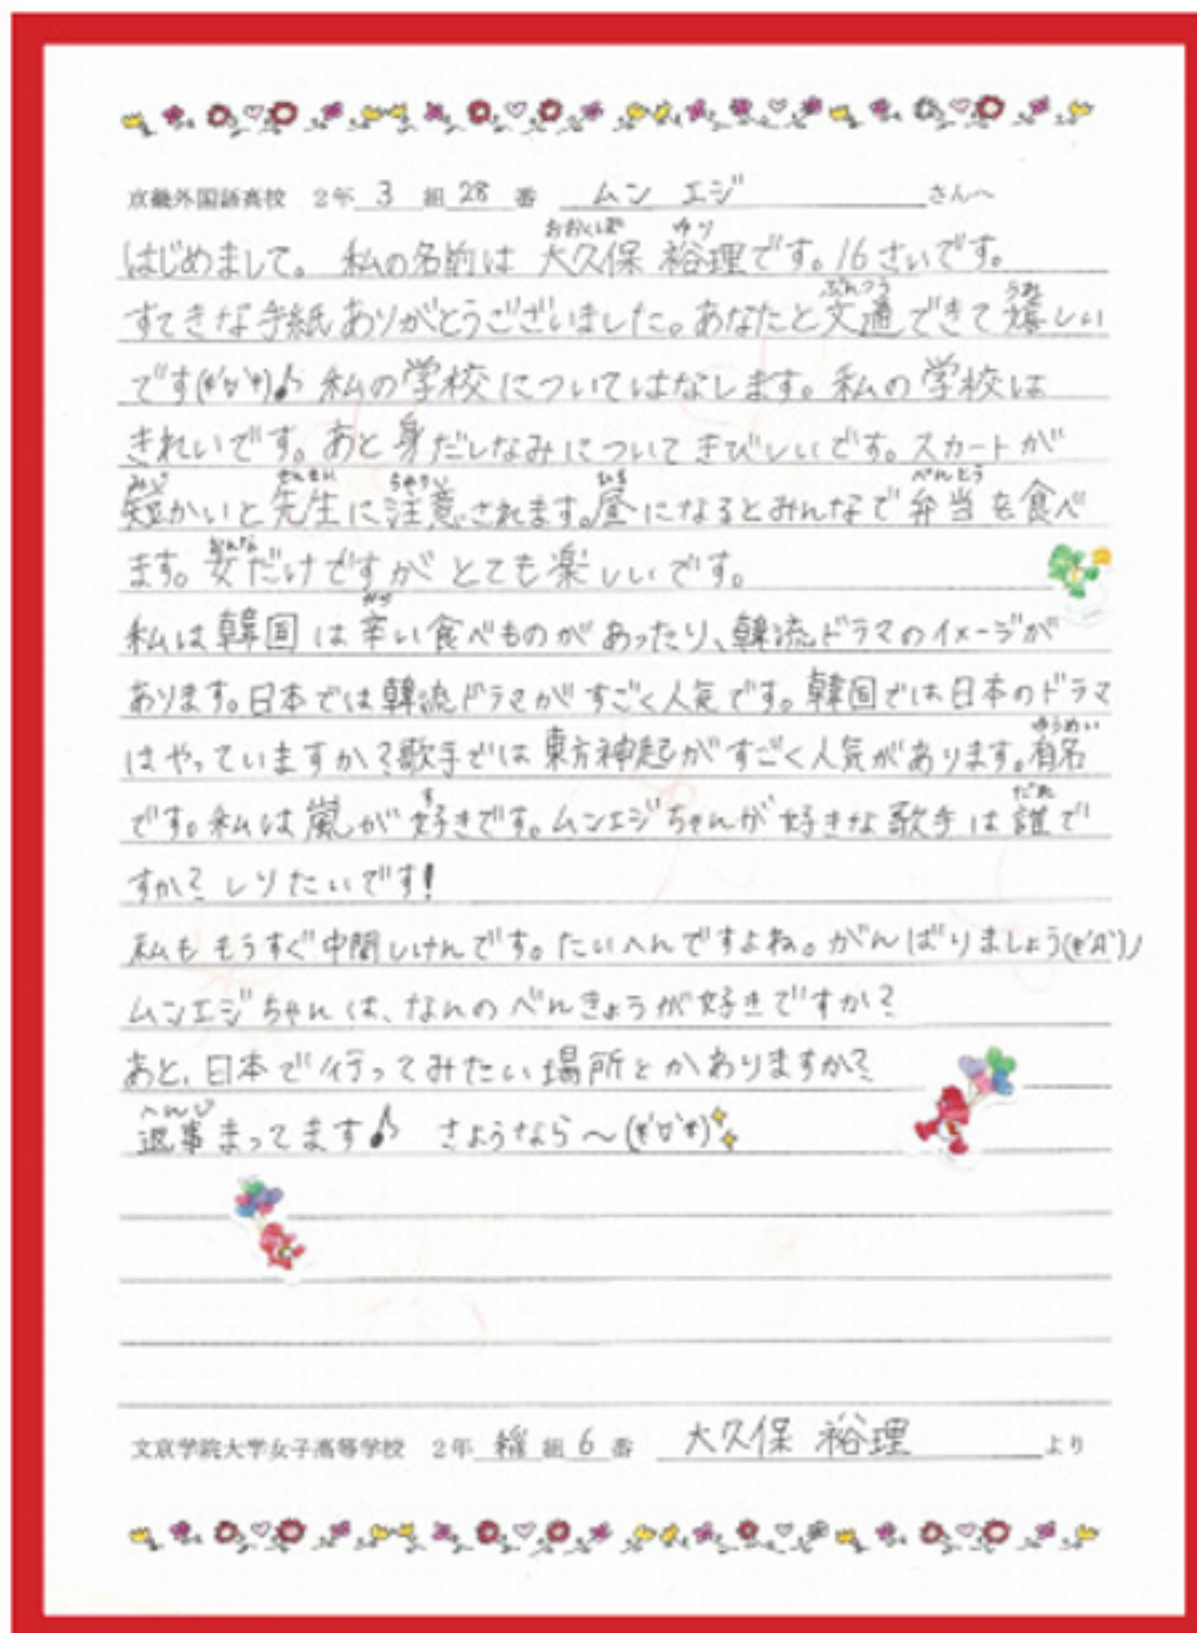 京畿外国語高校 2年 3 組 28 番 ムン エジ さんへ
はじめまして。 私の名前は 大久保 裕理です。16さいです。
すてきな手紙ありがとうございました。あなたと文通できて嬉しい
です(*'▽'*)♪ 私の学校についてはなします。私の学校は
きれいです。あと身だしなみについてきびしいです。スカートが
短かいと先生に注意されます。昼になるとみんなで弁当を食べ
ます。女だけですがとても楽しいです。
私は韓国は辛い食べものがあったり、韓流ドラマのイメージが
あります。日本では韓流ドラマがすごく人気です。韓国では日本のドラマ
はやっていますか?歌手では東方神起がすごく人気があります。有名
です。私は嵐が好きです。ムンエジちゃんが好きな歌手は誰で
すか? しりたいです!
私ももうすぐ中間しけんです。たいへんですよね。がんばりましょう(*'Д')ノ
ムンエジちゃんは、なんのべんきょうが好きですか?
あと、日本で行ってみたい場所とかありますか?
返事まってます♪ さようなら〜(*'▽'*)
文京学院大学女子高等学校 2年 組 6 番 大久保 裕理 より